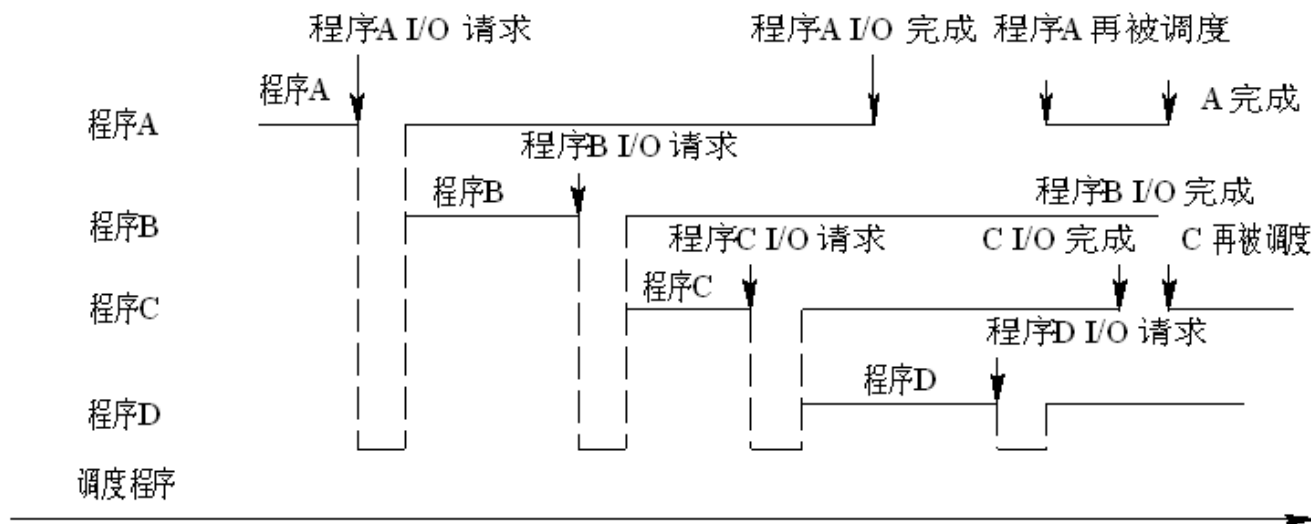 程序A I/O 请求
程序A I/O 完成
程序A 再被调度
程序A
A 完成
程序A
程序B I/O 请求
程序B
程序B I/O 完成
程序B
程序C I/O 请求
C I/O 完成
C 再被调度
程序C
程序C
程序D I/O 请求
程序D
程序D
调度程序